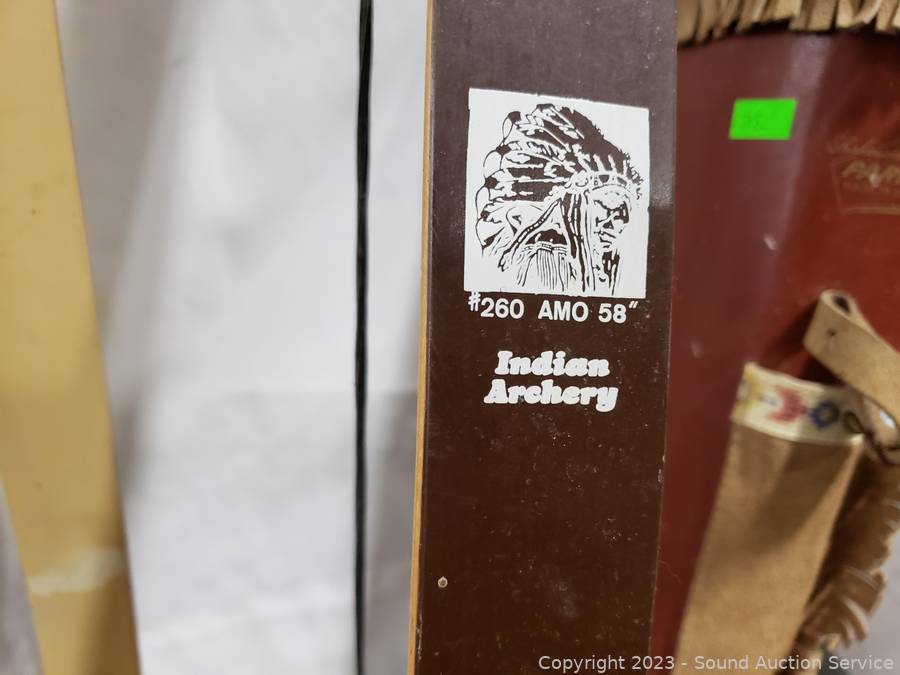 #260 AMO 58"
Indian
Archery
Copyright 2023 - Sound Auction Service